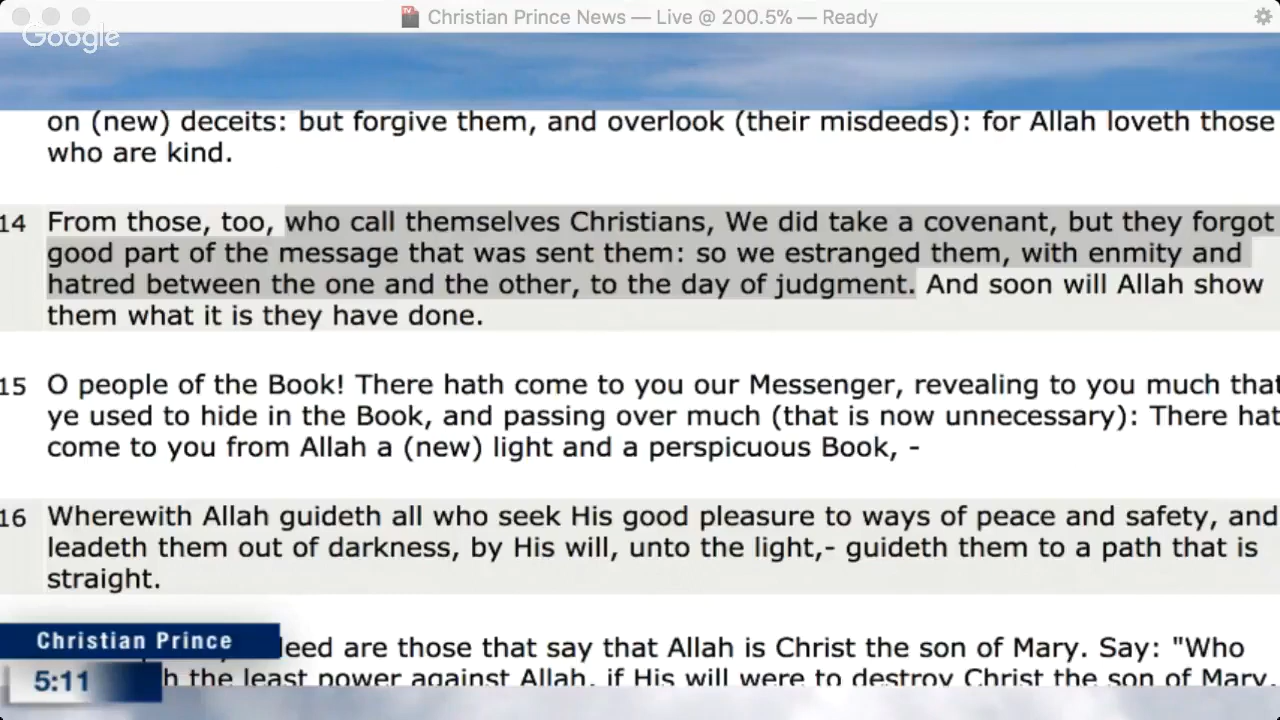 Christian Prince News — Live @ 200.5% — Ready
Google
on (new) deceits: but forgive them, and overlook (their misdeeds): for Allah loveth those
who are kind.
14 From those, too, who call themselves Christians, We did take a covenant, but they forgot
good part of the message that was sent them: so we estranged them, with enmity and
hatred between the one and the other, to the day of judgment. And soon will Allah show
them what it is they have done.
15 O people of the Book! There hath come to you our Messenger, revealing to you much that
ye used to hide in the Book, and passing over much (that is now unnecessary): There hat
come to you from Allah a (new) light and a perspicuous Book, -
16 Wherewith Allah guideth all who seek His good pleasure to ways of peace and safety, and
leadeth them out of darkness, by His will, unto the light,- guideth them to a path that is
straight.
are those that say that Allah is Christ the son of Mary. Say: "Who
the least power against Allah, if His will were to destroy Christ the son of Mary,
Christian Prince
5:11